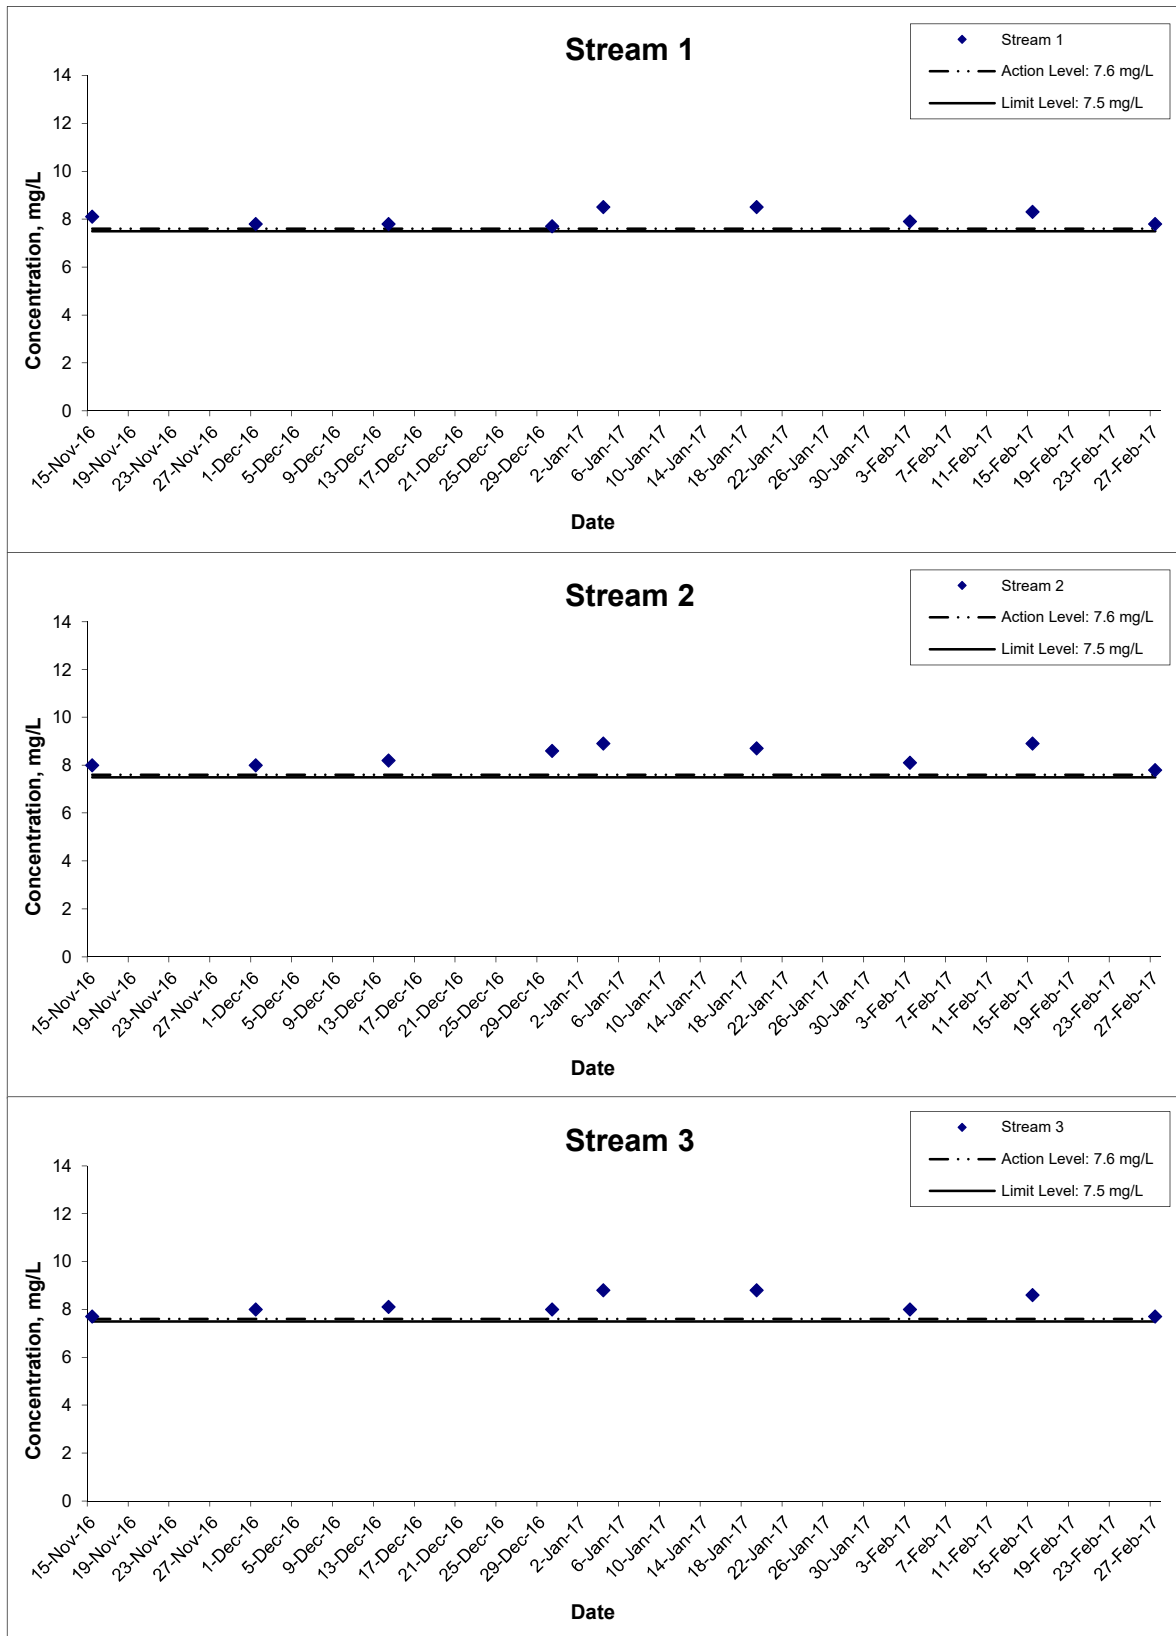 Stream 1
Stream 1
Action Level: 7.6 mg/L
Limit Level: 7.5 mg/L
Concentration, mg/L
14
12
10
8
6
4
2
0
15-Nov-16
19-Nov-16
23-Nov-16
27-Nov-16
1-Dec-16
5-Dec-16
9-Dec-16
13-Dec-16
17-Dec-16
21-Dec-16
25-Dec-16
29-Dec-16
2-Jan-17
6-Jan-17
10-Jan-17
14-Jan-17
18-Jan-17
22-Jan-17
26-Jan-17
30-Jan-17
3-Feb-17
7-Feb-17
11-Feb-17
15-Feb-17
19-Feb-17
23-Feb-17
27-Feb-17
Date
Stream 2
Stream 2
Action Level: 7.6 mg/L
Limit Level: 7.5 mg/L
Concentration, mg/L
14
12
10
8
6
4
2
0
15-Nov-16
19-Nov-16
23-Nov-16
27-Nov-16
1-Dec-16
5-Dec-16
9-Dec-16
13-Dec-16
17-Dec-16
21-Dec-16
25-Dec-16
29-Dec-16
2-Jan-17
6-Jan-17
10-Jan-17
14-Jan-17
18-Jan-17
22-Jan-17
26-Jan-17
30-Jan-17
3-Feb-17
7-Feb-17
11-Feb-17
15-Feb-17
19-Feb-17
23-Feb-17
27-Feb-17
Date
Stream 3
Stream 3
Action Level: 7.6 mg/L
Limit Level: 7.5 mg/L
Concentration, mg/L
14
12
10
8
6
4
2
0
15-Nov-16
19-Nov-16
23-Nov-16
27-Nov-16
1-Dec-16
5-Dec-16
9-Dec-16
13-Dec-16
17-Dec-16
21-Dec-16
25-Dec-16
29-Dec-16
2-Jan-17
6-Jan-17
10-Jan-17
14-Jan-17
18-Jan-17
22-Jan-17
26-Jan-17
30-Jan-17
3-Feb-17
7-Feb-17
11-Feb-17
15-Feb-17
19-Feb-17
23-Feb-17
27-Feb-17
Date